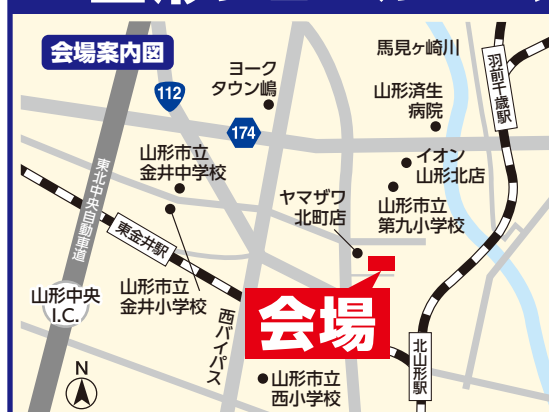 会場案内図
馬見ヶ崎川
羽前千歳駅
ヨーク
タウン嶋
112
山形済生
病院
174
イオン
山形北店
山形市立
金井中学校
東北中央自動車道
ヤマザワ
北町店
山形市立
第九小学校
東金井駅
山形中央
I.C.
山形市立
金井小学校
西バイパス
会場
北山形駅
N
山形市立
西小学校